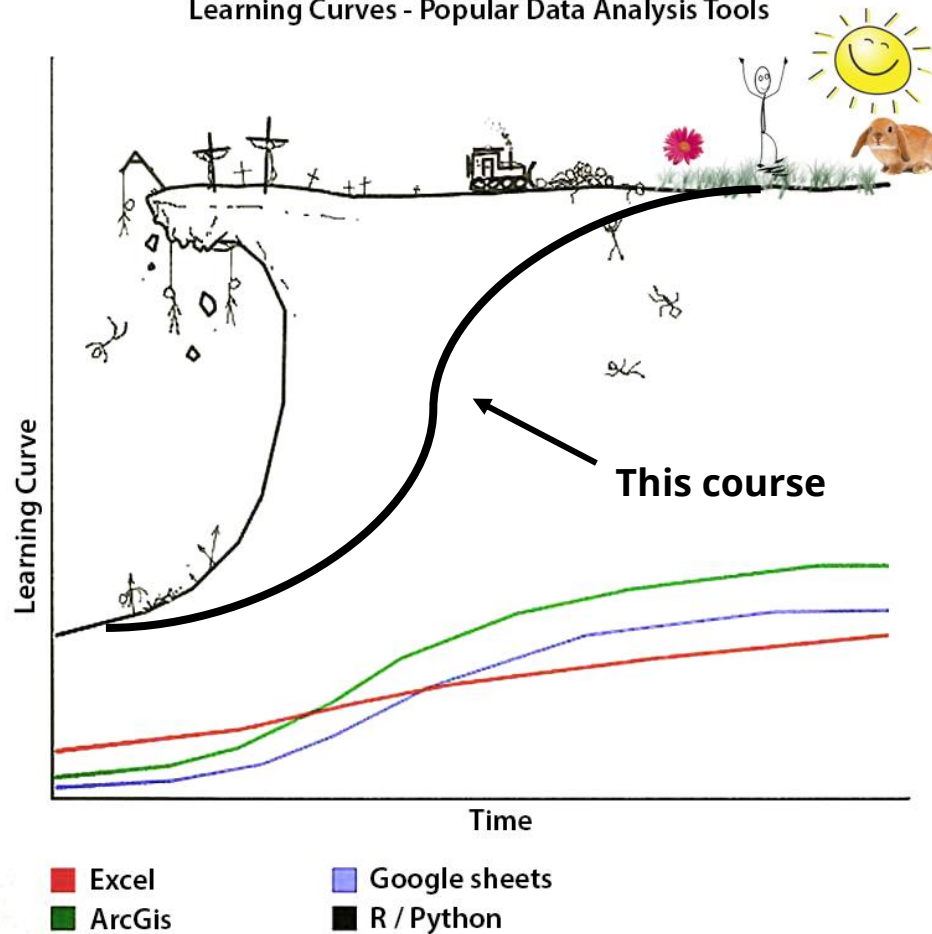 Learning Curves - Popular Data Analysis Tools
This course
Learning Curve
Time
Excel
Google sheets
ArcGis
R / Python